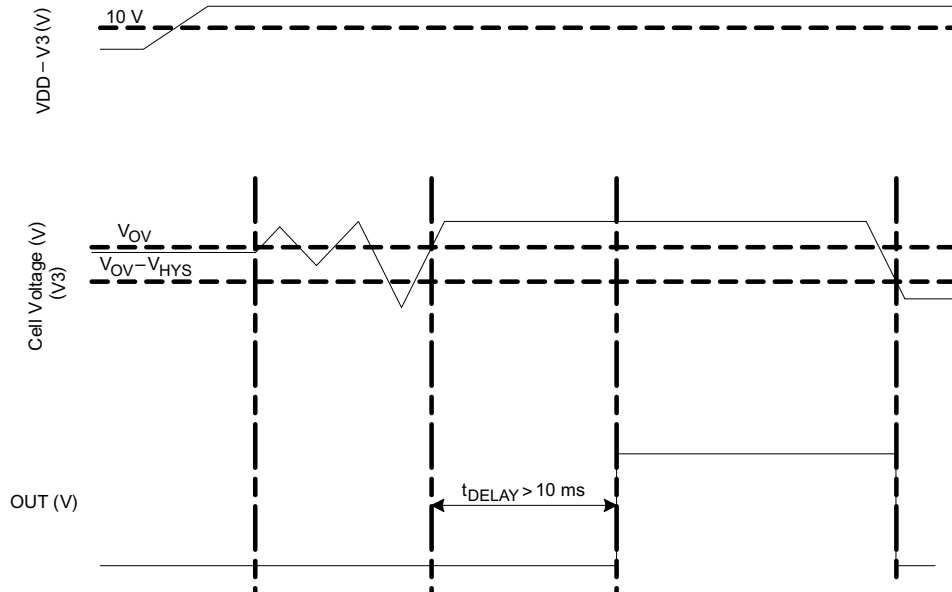 VDD – V3 (V)
10 V
Cell Voltage (V)
(V3)
VOV
VOV – VHYS
OUT (V)
tDELAY > 10 ms